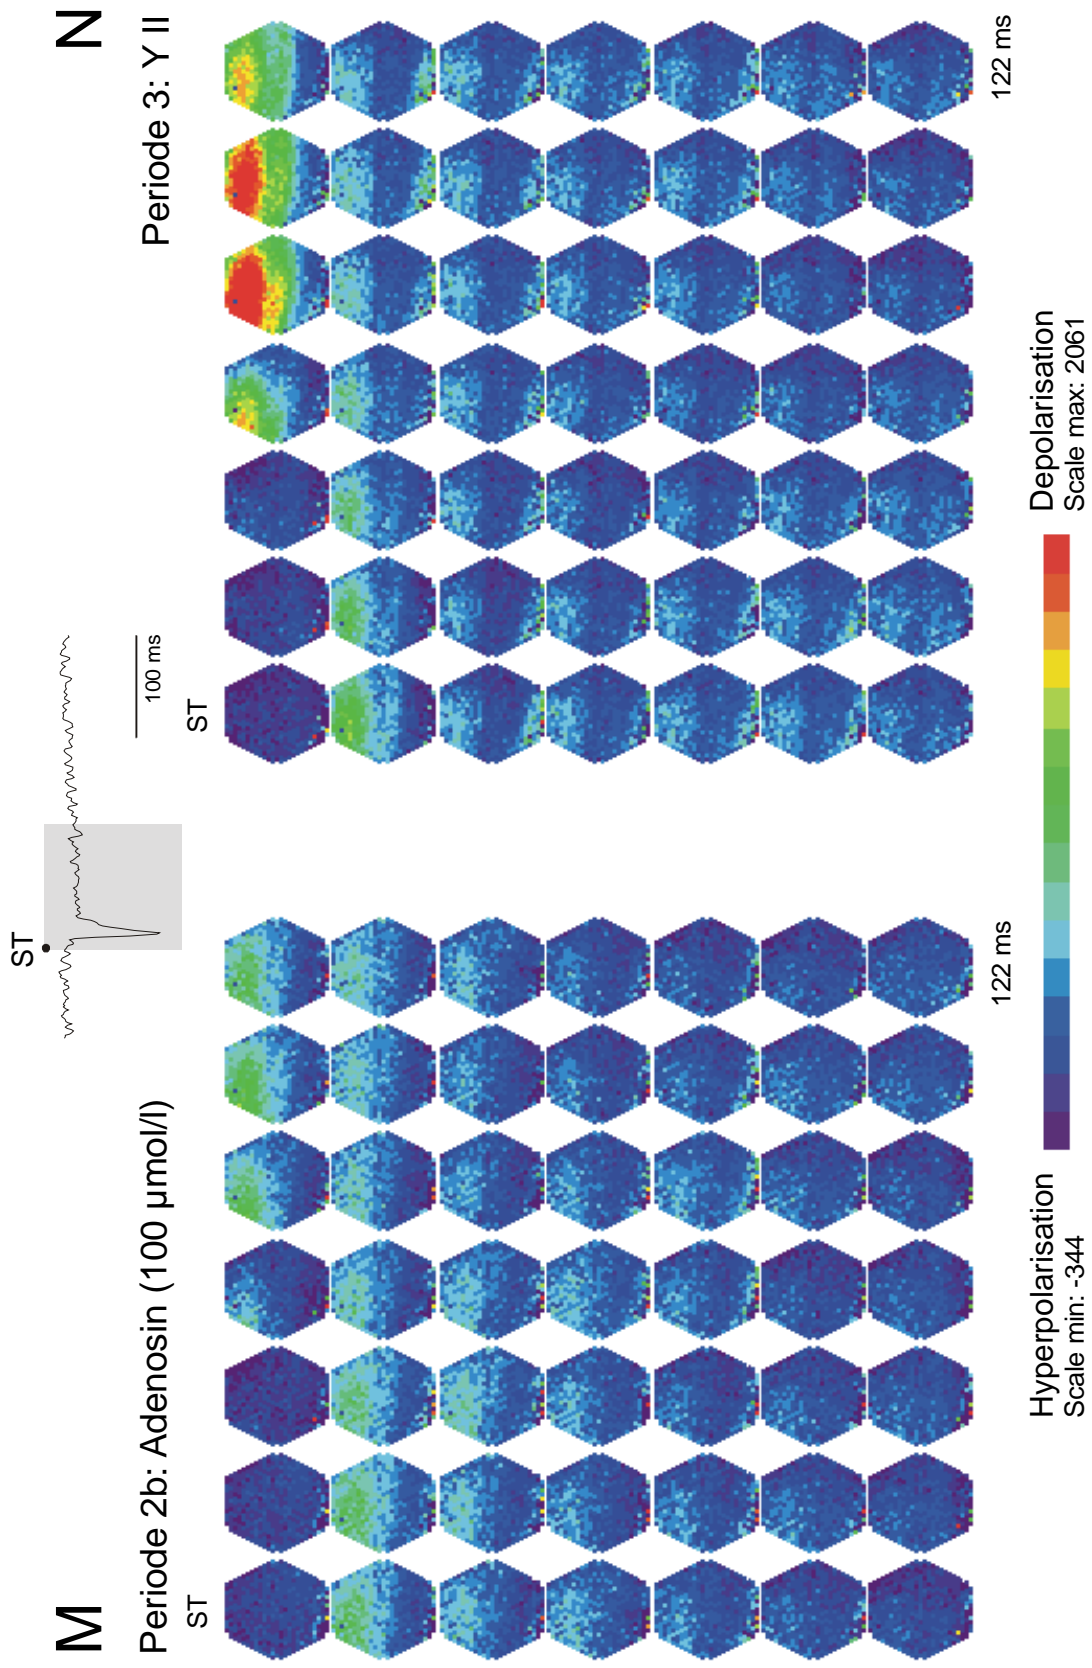 M
Periode 2b: Adenosin (100 µmol/l)
ST
122 ms
ST
100 ms
N
Periode 3: Y II
ST
122 ms
Hyperpolarisation
Scale min: -344
Depolarisation
Scale max: 2061